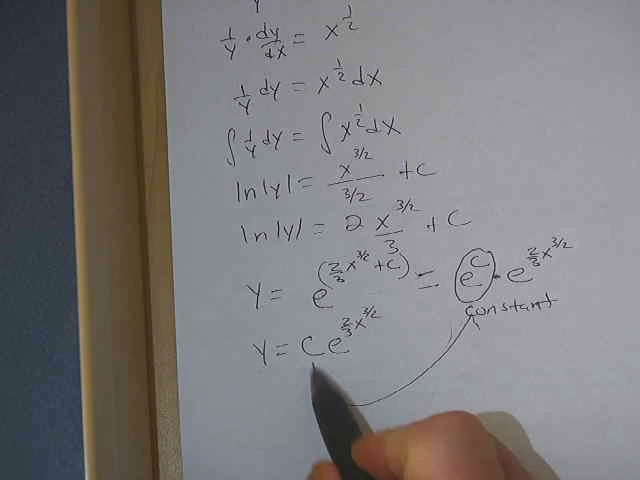 1/y · dy/dx = x^(1/2)
1/y dy = x^(1/2) dx
∫ 1/y dy = ∫ x^(1/2) dx
ln|y| = x^(3/2) / (3/2) + C
ln|y| = 2x^(3/2) / 3 + C
y = e^(2/3 x^(3/2) + C) = e^C · e^(2/3 x^(3/2))
constant
y = Ce^(2/3 x^(3/2))